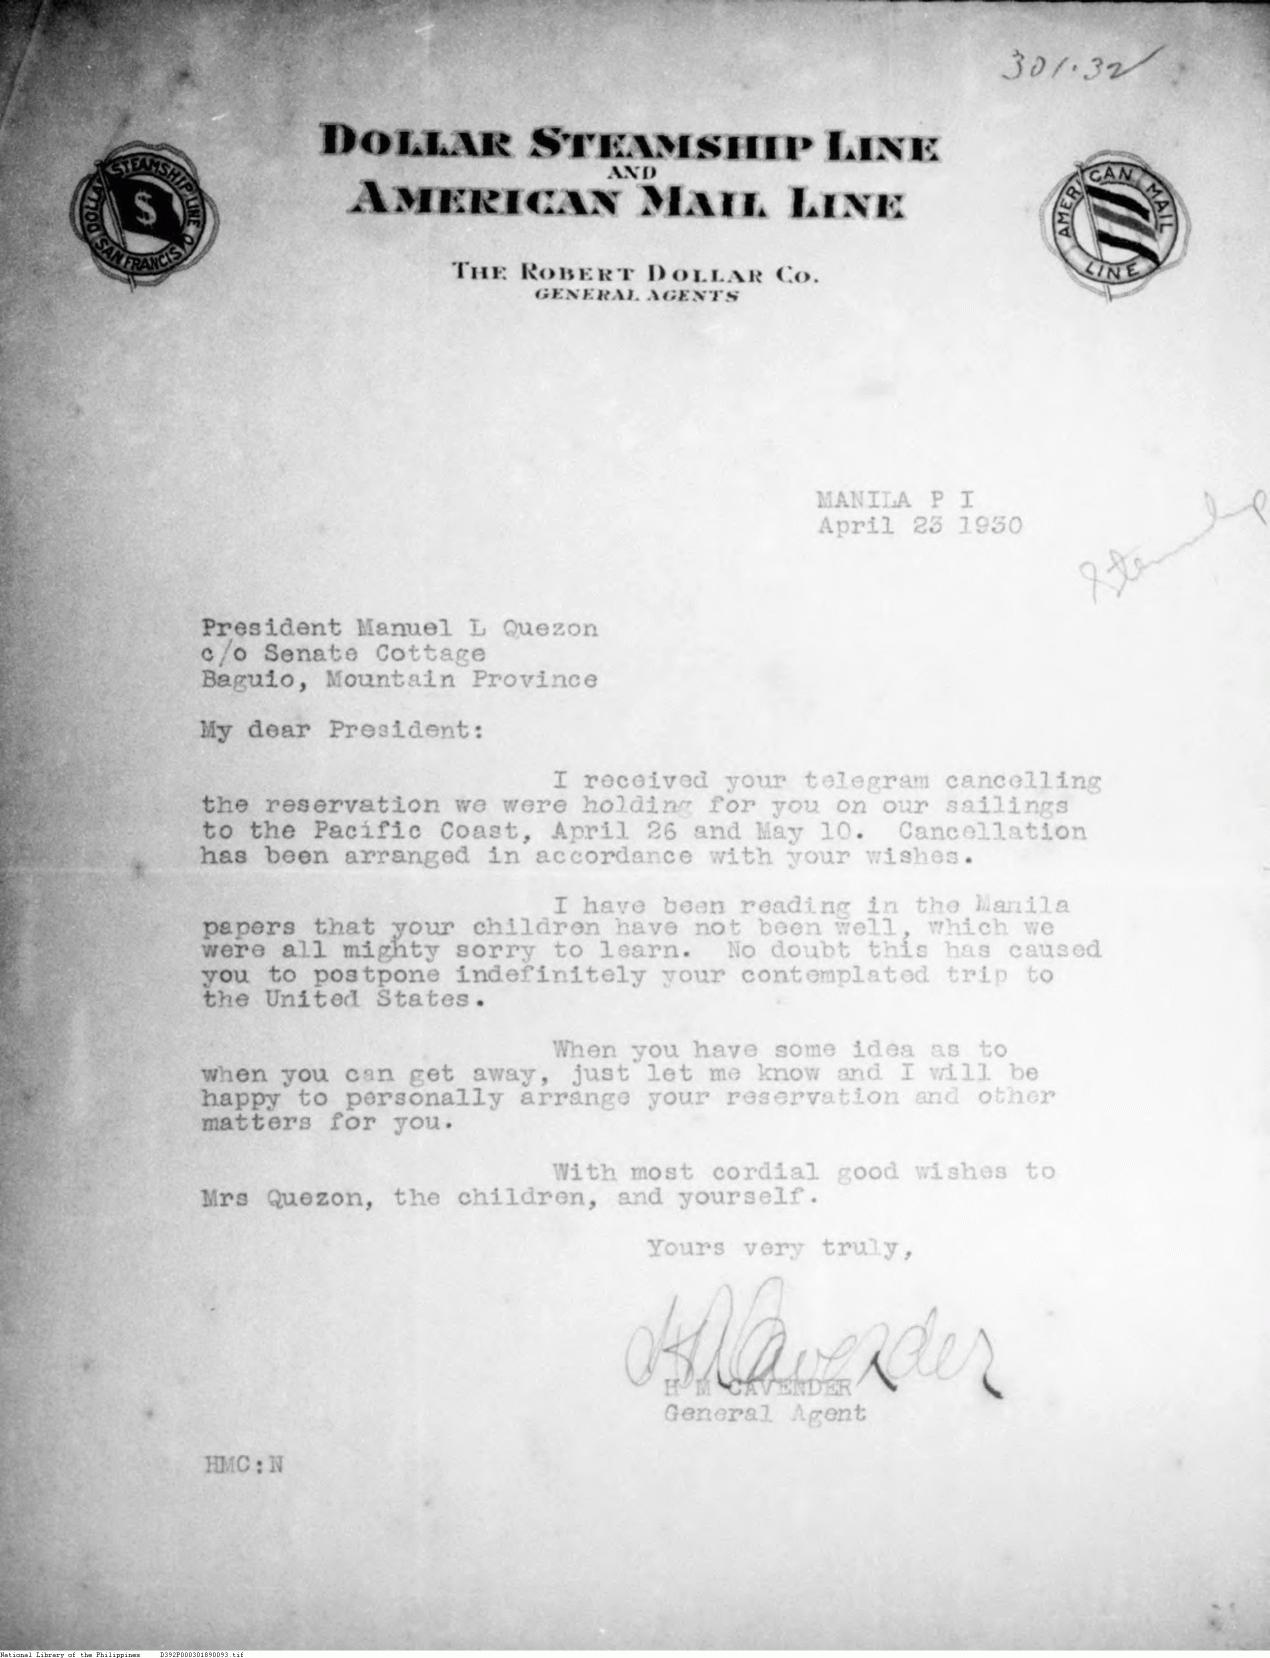 301.32
DOLLAR STEAMSHIP LINE
AND
AMERICAN MAIL LINE
DOLLAR STEAMSHIP LINE
SAN FRANCISCO
$
AMERICAN MAIL
LINE
THE ROBERT DOLLAR CO.
GENERAL AGENTS
MANILA P I
April 23 1930
President Manuel L Quezon
c/o Senate Cottage
Baguio, Mountain Province
My dear President:
I received your telegram cancelling
the reservation we were holding for you on our sailings
to the Pacific Coast, April 26 and May 10. Cancellation
has been arranged in accordance with your wishes.
I have been reading in the Manila
papers that your children have not been well, which we
were all mighty sorry to learn. No doubt this has caused
you to postpone indefinitely your contemplated trip to
the United States.
When you have some idea as to
when you can get away, just let me know and I will be
happy to personally arrange your reservation and other
matters for you.
With most cordial good wishes to
Mrs Quezon, the children, and yourself.
Yours very truly,
HM Cavender
H M CAVENDER
General Agent
HMC:N
National Library of the Philippines D392P000301890093.tif